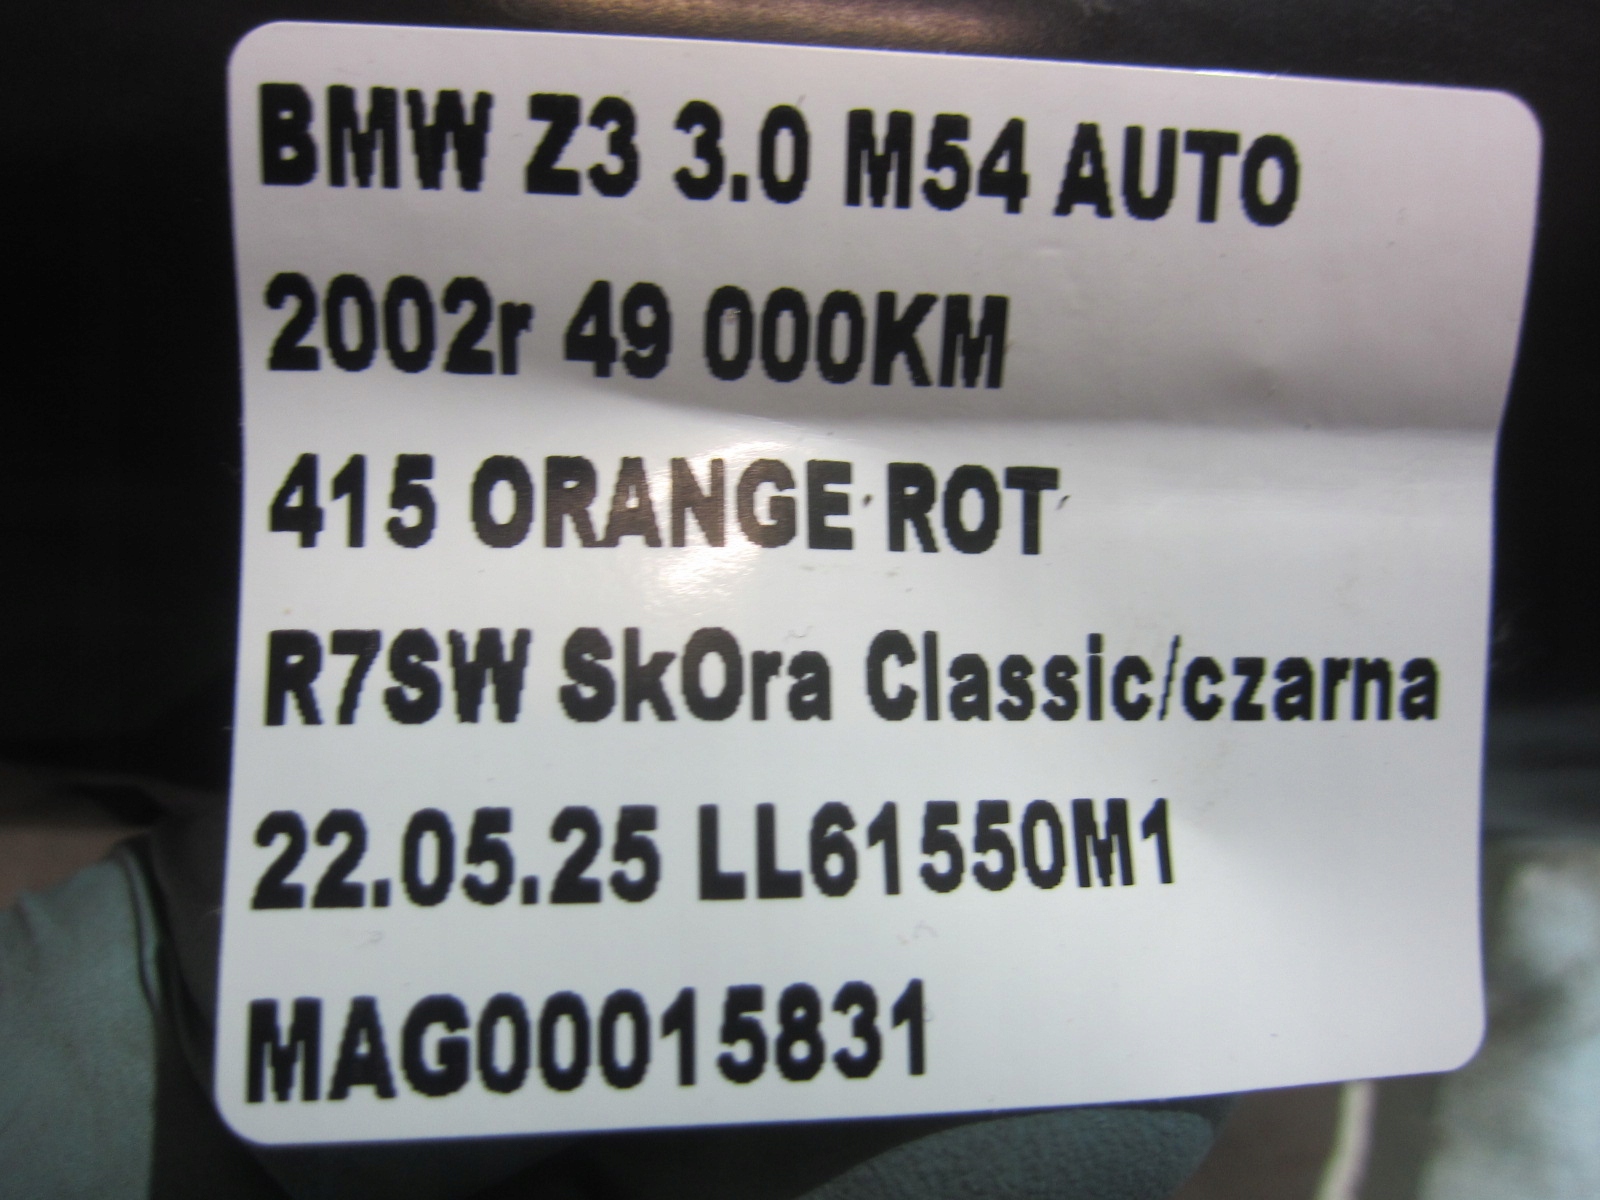 BMW Z3 3.0 M54 AUTO
2002r 49 000KM
415 ORANGE ROT
R7SW SkOra Classic/czarna
22.05.25 LL61550M1
MAG00015831